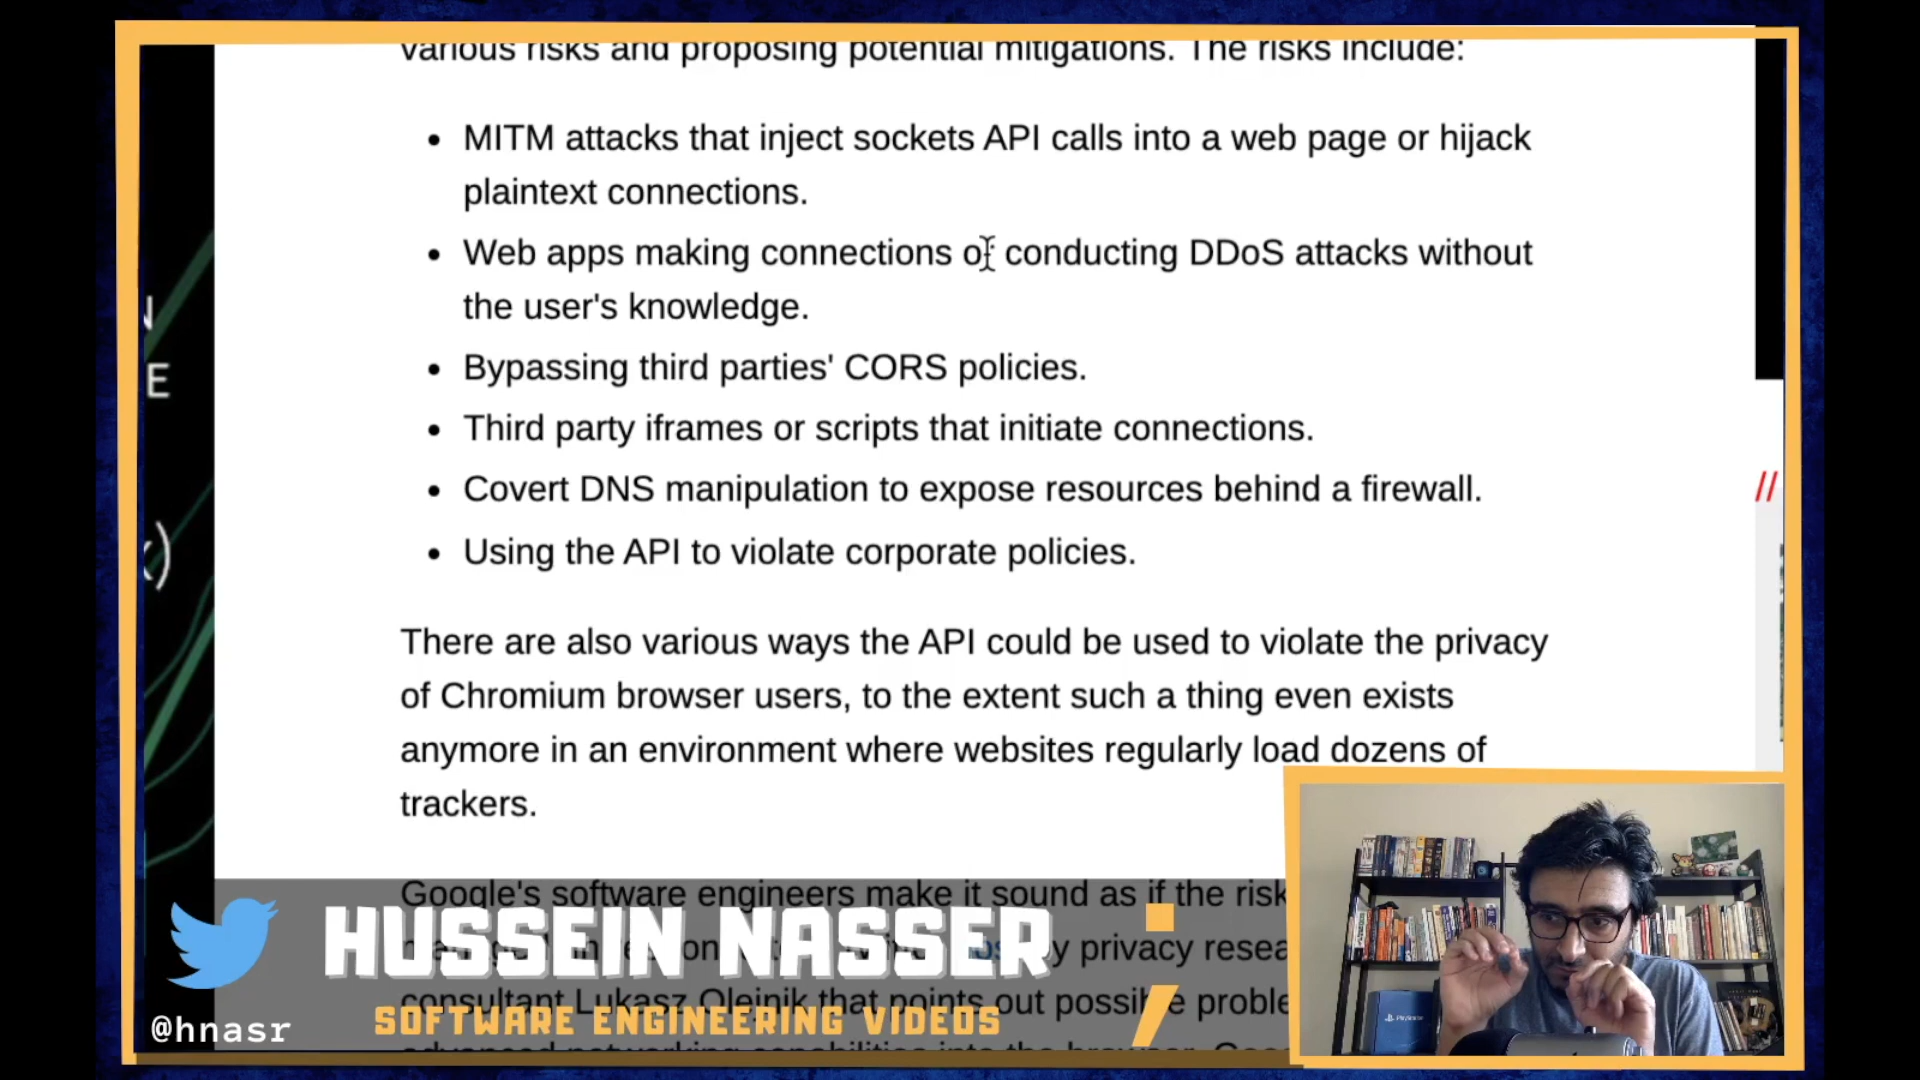 various risks and proposing potential mitigations. The risks include:
• MITM attacks that inject sockets API calls into a web page or hijack
plaintext connections.
• Web apps making connections of conducting DDoS attacks without
the user's knowledge.
• Bypassing third parties' CORS policies.
• Third party iframes or scripts that initiate connections.
• Covert DNS manipulation to expose resources behind a firewall.
• Using the API to violate corporate policies.
There are also various ways the API could be used to violate the privacy
of Chromium browser users, to the extent such a thing even exists
anymore in an environment where websites regularly load dozens of
trackers.
Google's software engineers make it sound as if the risk
y privacy resea
consultant Lukasz Olejnik that points out possible proble
HUSSEIN NASSER
;
SOFTWARE ENGINEERING VIDEOS
@hnasr
N
E
x)
//
PlayStation